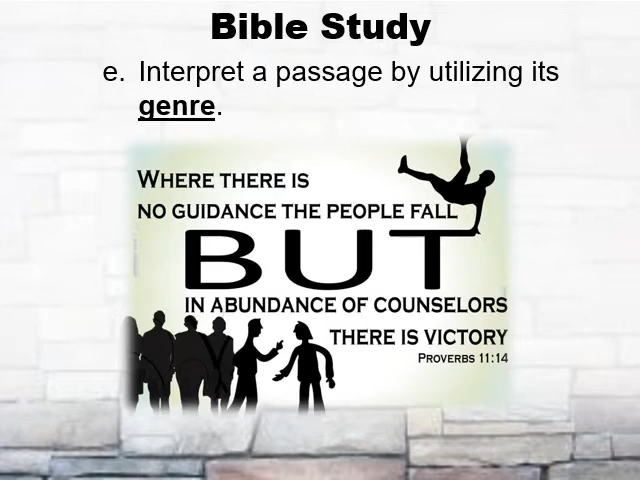 Bible Study
e. Interpret a passage by utilizing its
genre.
WHERE THERE IS
NO GUIDANCE THE PEOPLE FALL
BUT
IN ABUNDANCE OF COUNSELORS
THERE IS VICTORY
PROVERBS 11:14